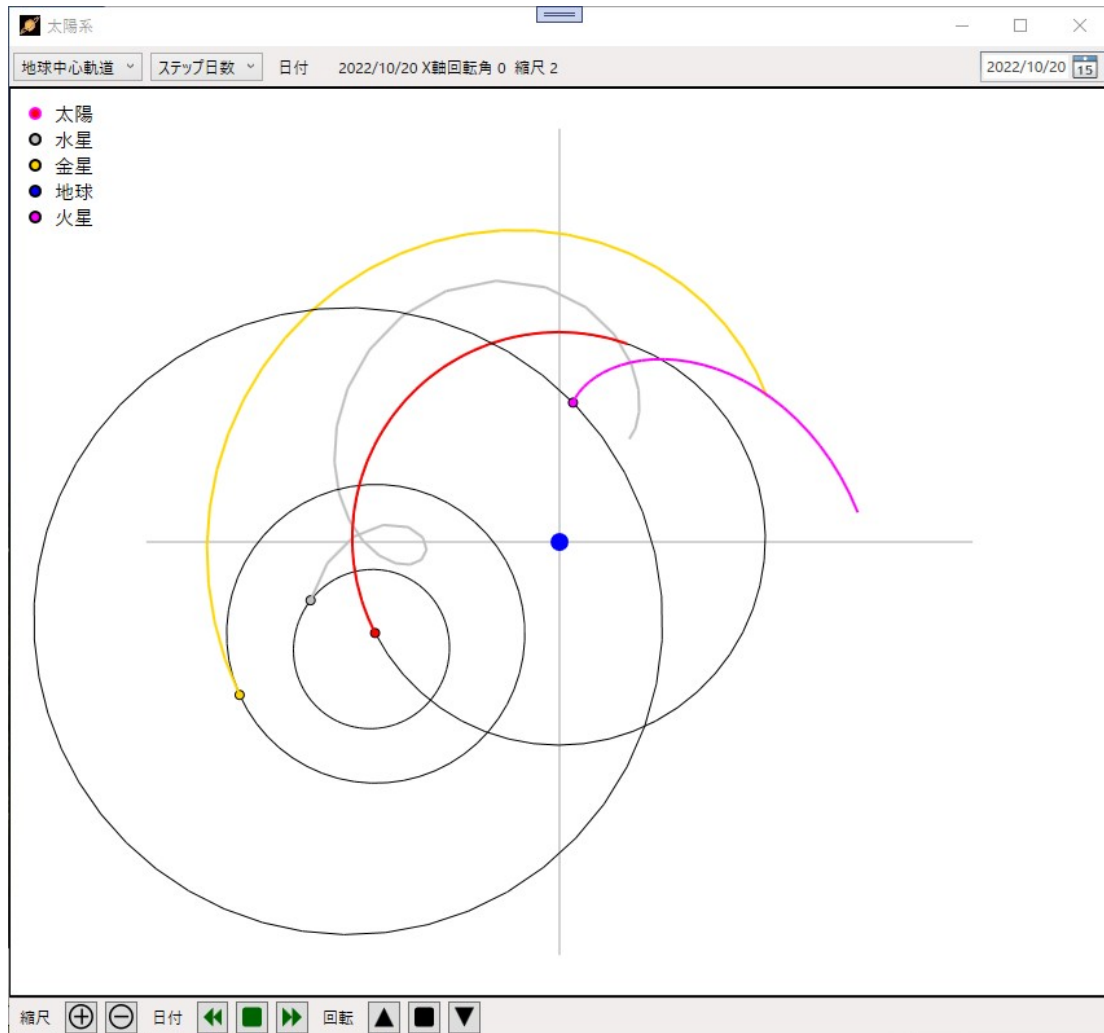 太陽系
地球中心軌道 ステップ日数 日付 2022/10/20 X軸回転角 0 縮尺 2 2022/10/20 15
太陽
水星
金星
地球
火星
縮尺 日付 回転